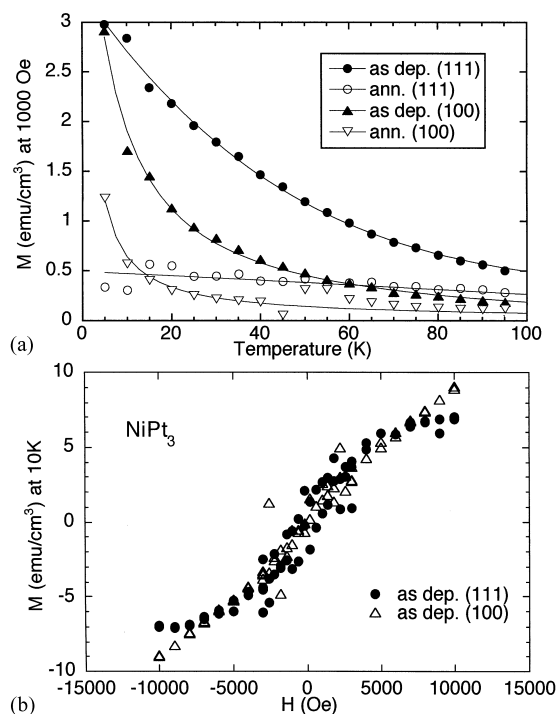 3
2.5
2
1.5
1
0.5
0
M (emu/cm³) at 1000 Oe
as dep. (111)
ann. (111)
as dep. (100)
ann. (100)
0 20 40 60 80 100
(a) Temperature (K)
10
5
0
-5
-10
M (emu/cm³) at 10K
NiPt₃
as dep. (111)
as dep. (100)
-15000 -10000 -5000 0 5000 10000 15000
(b) H (Oe)